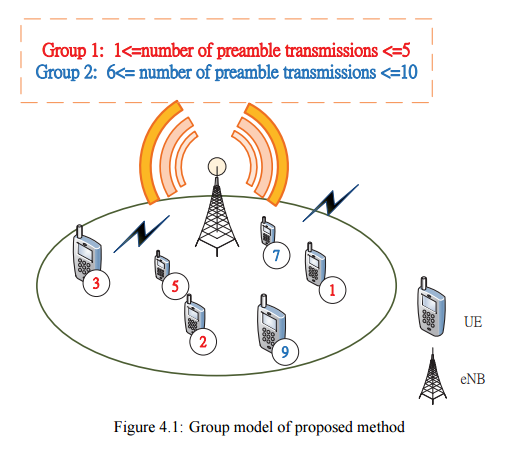 Group 1:  1<=number of preamble transmissions <=5
Group 2:  6<= number of preamble transmissions <=10
7
3
5
1
2
9
UE
eNB
Figure 4.1: Group model of proposed method